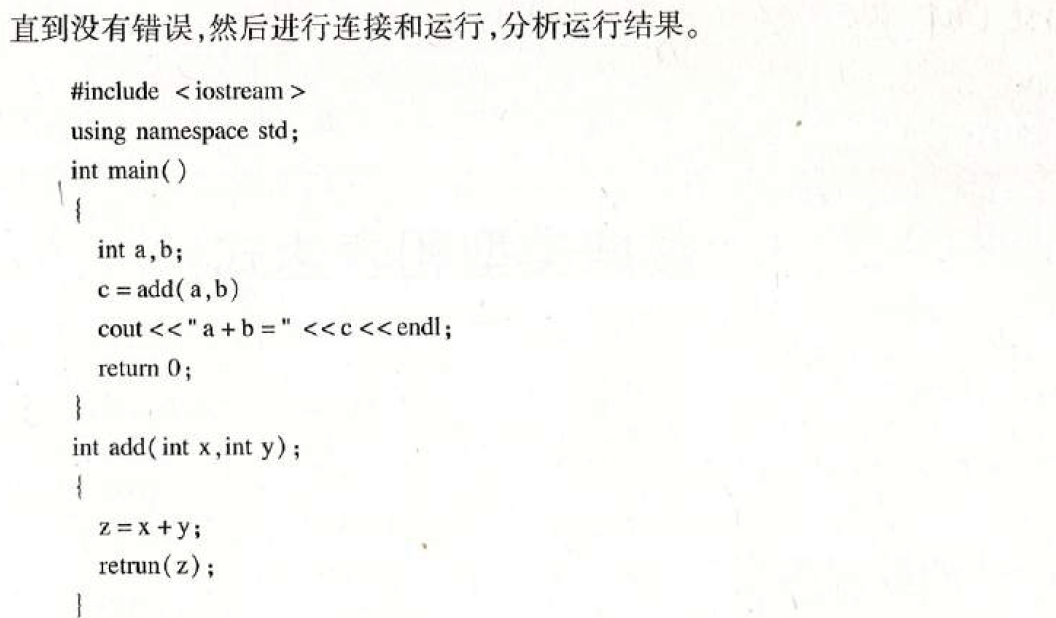 直到没有错误,然后进行连接和运行,分析运行结果。
#include <iostream>
using namespace std;
int main( )
{
int a,b;
c = add( a,b)
cout <<" a + b = " <<c <<endl;
return 0;
}
int add( int x,int y) ;
{
z = x + y;
retrun( z) ;
}